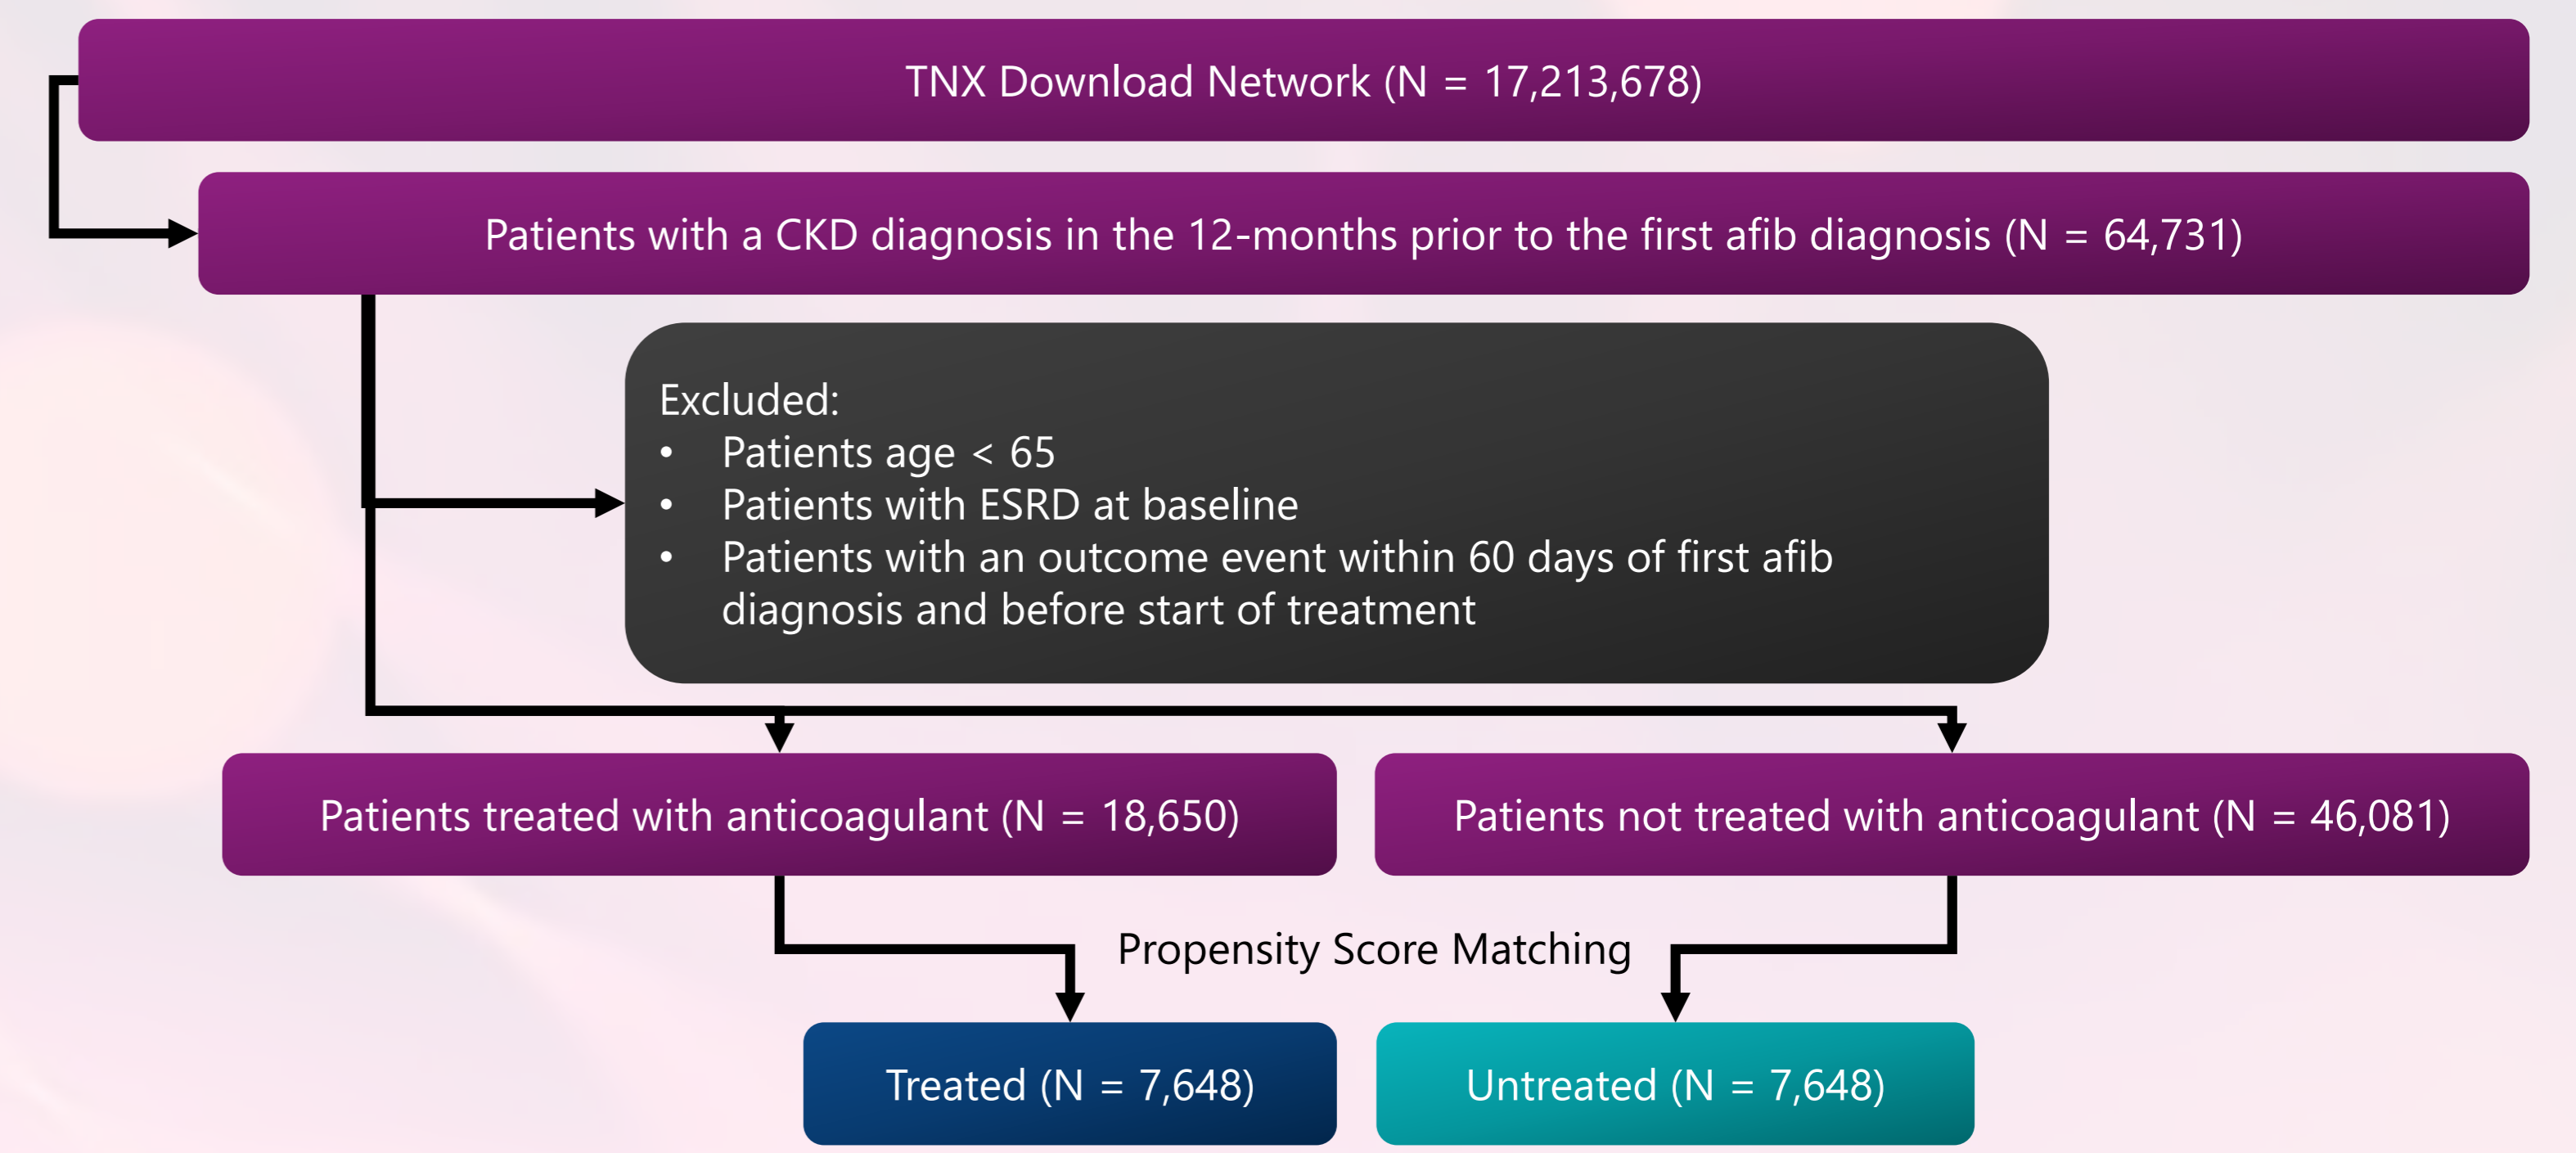 TNX Download Network (N = 17,213,678)
Patients with a CKD diagnosis in the 12-months prior to the first afib diagnosis (N = 64,731)
Excluded:
• Patients age < 65
• Patients with ESRD at baseline
• Patients with an outcome event within 60 days of first afib
diagnosis and before start of treatment
Patients treated with anticoagulant (N = 18,650)
Patients not treated with anticoagulant (N = 46,081)
Propensity Score Matching
Treated (N = 7,648)
Untreated (N = 7,648)